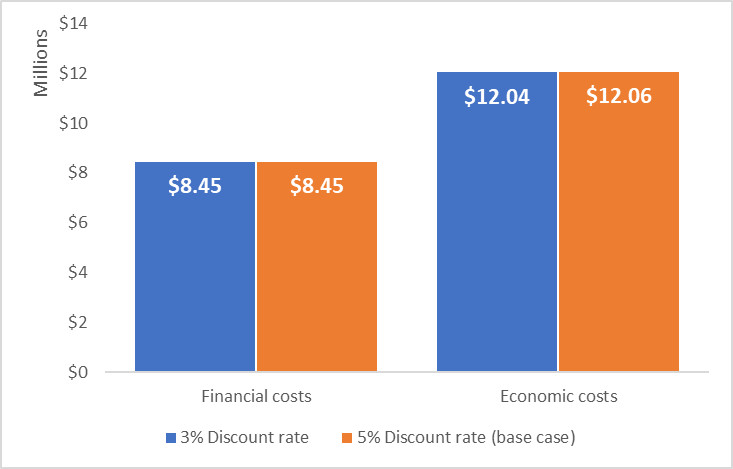 Millions
$14
$12
$10
$8
$6
$4
$2
$0
$8.45
$8.45
$12.04
$12.06
Financial costs
Economic costs
3% Discount rate
5% Discount rate (base case)